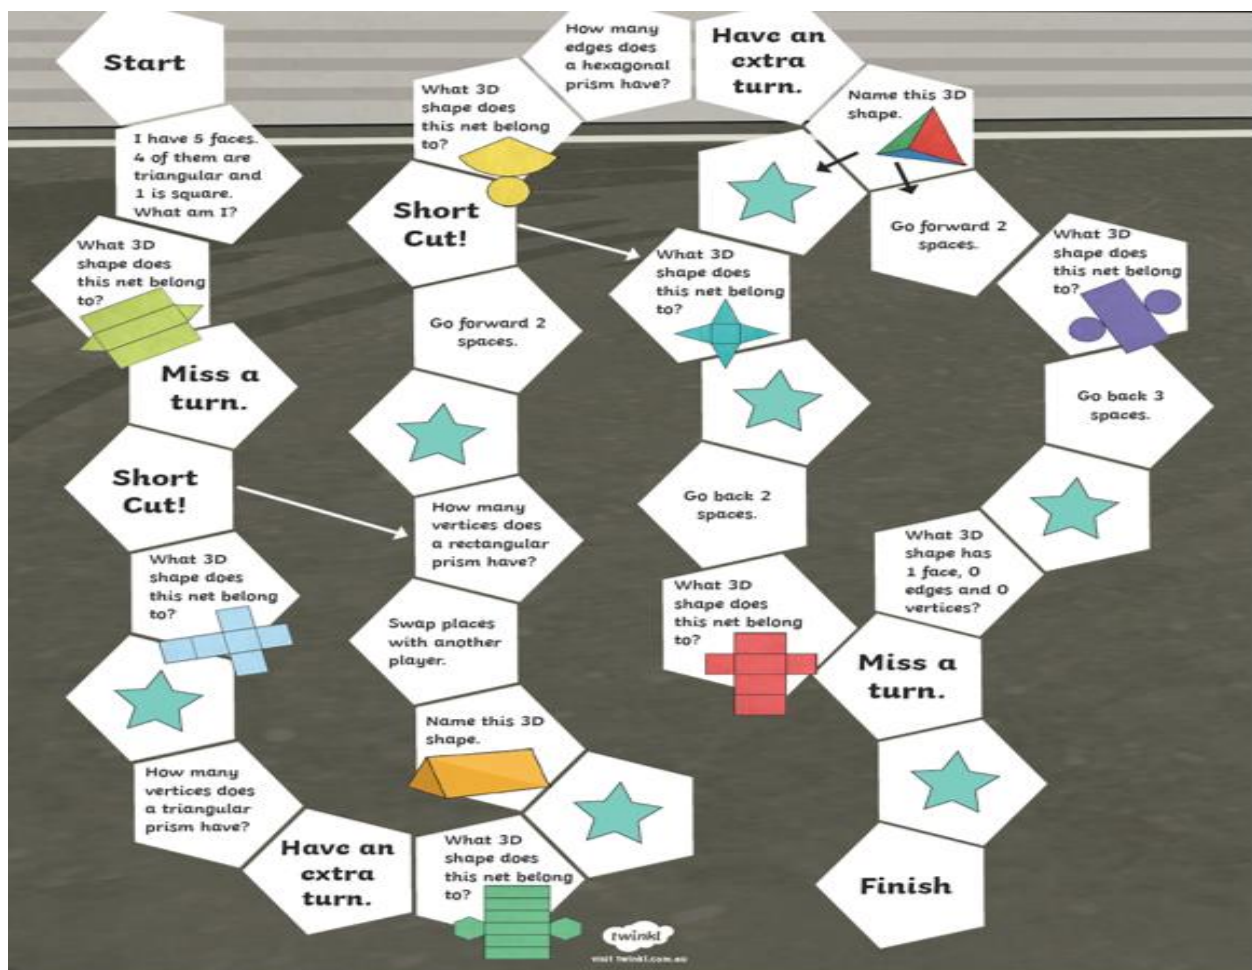 Start
I have 5 faces.
4 of them are
triangular and
1 is square.
What am I?
What 3D
shape does
this net belong
to?
Miss a
turn.
Short
Cut!
What 3D
shape does
this net belong
to?
How many
vertices does
a triangular
prism have?
Have an
extra
turn.
What 3D
shape does
this net belong
to?
Name this 3D
shape.
Swap places
with another
player.
How many
vertices does
a rectangular
prism have?
Go forward 2
spaces.
Short
Cut!
What 3D
shape does
this net belong
to?
How many
edges does
a hexagonal
prism have?
Have an
extra
turn.
Name this 3D
shape.
What 3D
shape does
this net belong
to?
Go back 2
spaces.
What 3D
shape does
this net belong
to?
Go forward 2
spaces.
What 3D
shape does
this net belong
to?
Go back 3
spaces.
What 3D
shape has
1 face, 0
edges and 0
vertices?
Miss a
turn.
Finish
twinkl
visit twinkl.com.au